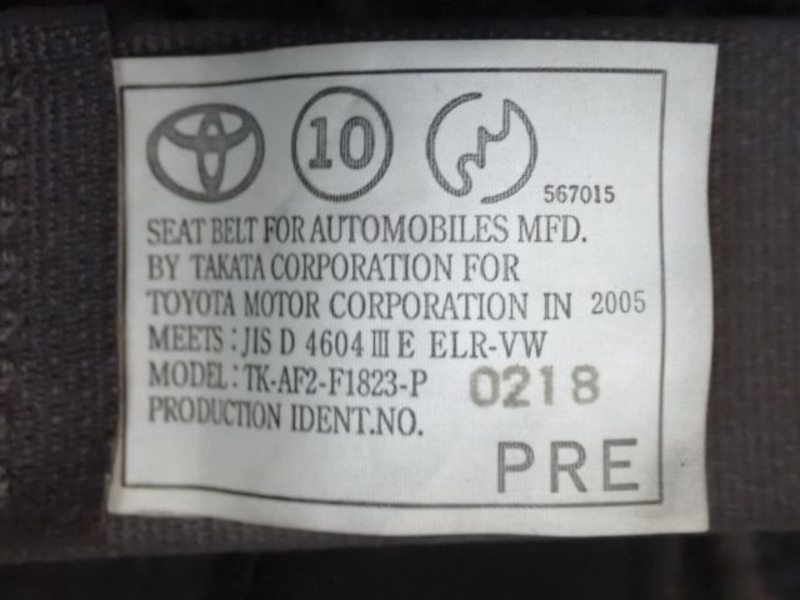 10
567015
SEAT BELT FOR AUTOMOBILES MFD.
BY TAKATA CORPORATION FOR
TOYOTA MOTOR CORPORATION IN 2005
MEETS : JIS D 4604 III E ELR-VW
MODEL : TK-AF2-F1823-P 0218
PRODUCTION IDENT.NO.
PRE